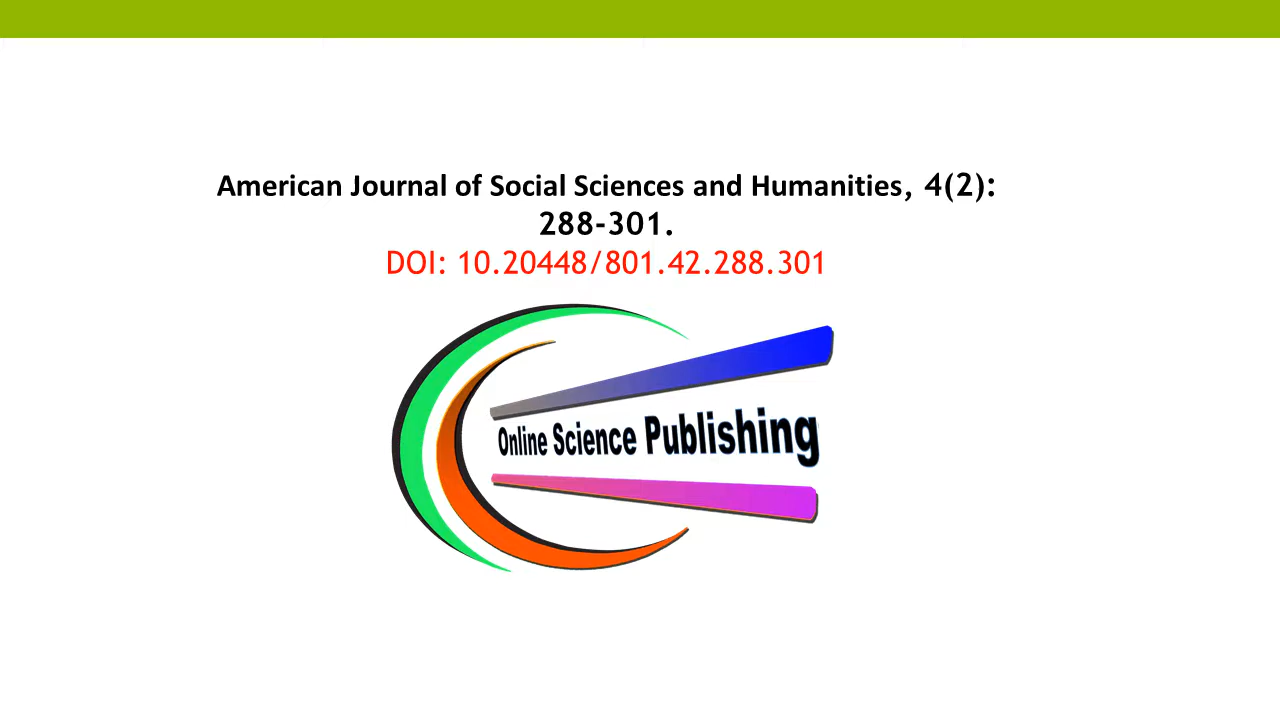 American Journal of Social Sciences and Humanities, 4(2):
288-301.
DOI: 10.20448/801.42.288.301
Online Science Publishing